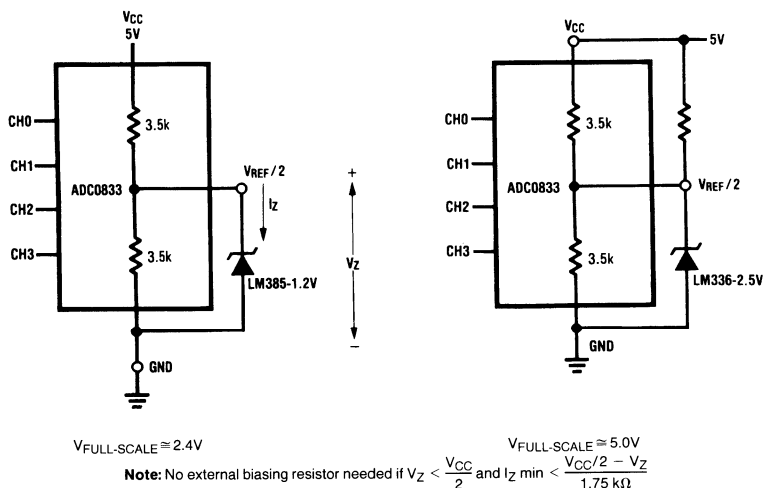 VCC
5V
CH0
CH1
CH2
CH3
3.5k
ADC0833
3.5k
VREF/2
IZ
LM385-1.2V
GND
+
VZ
−
VFULL-SCALE ≅ 2.4V
VCC
5V
CH0
CH1
CH2
CH3
3.5k
ADC0833
3.5k
VREF/2
LM336-2.5V
GND
VFULL-SCALE ≅ 5.0V
Note: No external biasing resistor needed if VZ < VCC/2 and IZ min < (VCC/2 − VZ)/1.75 kΩ